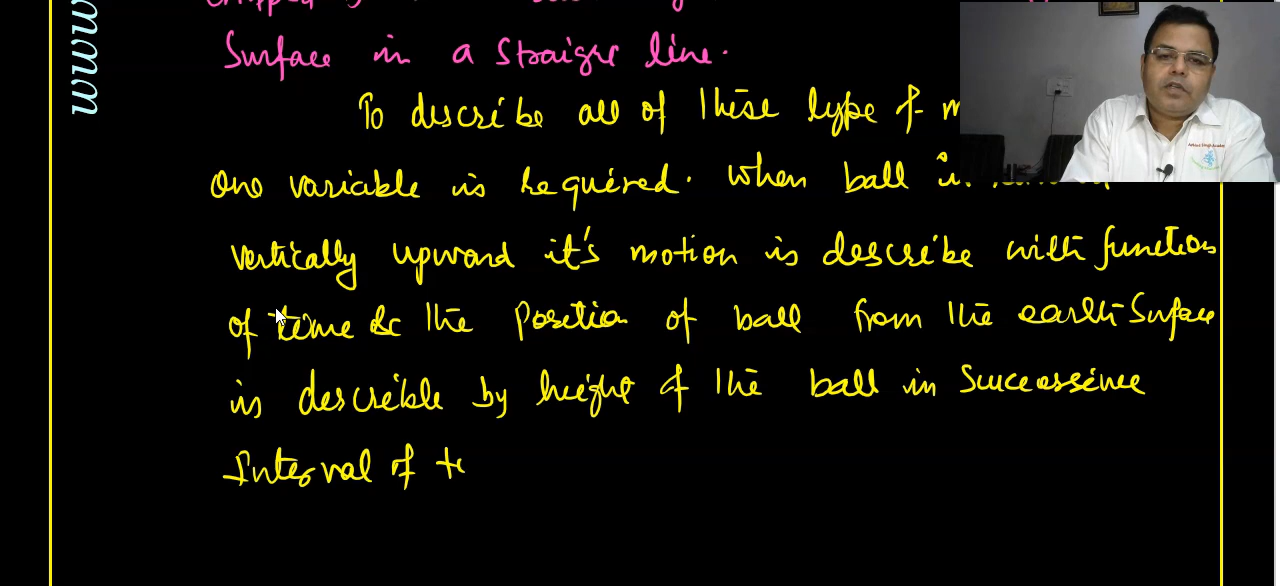 Surface in a straight line.
To describe all of these type of
one variable is required. When ball is
vertically upward it's motion is describe with function
of time & the position of ball from the earth surface
is describle by height of the ball in successive
Interval of
www